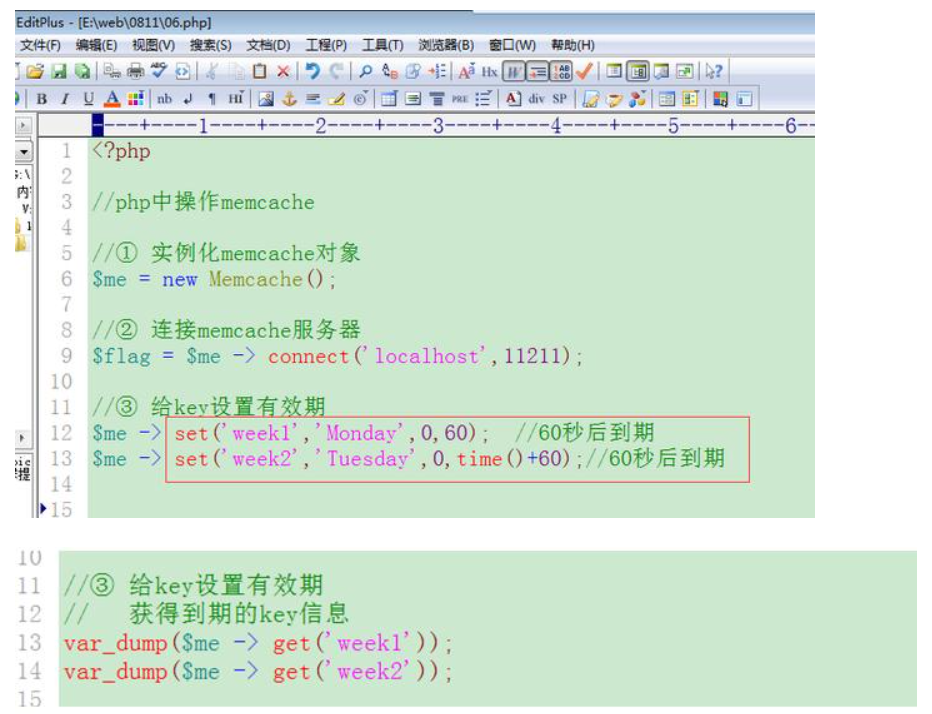 EditPlus - [E:\web\0811\06.php]
文件(F) 编辑(E) 视图(V) 搜索(S) 文档(D) 工程(P) 工具(T) 浏览器(B) 窗口(W) 帮助(H)
B I U A nb Hi PRE A div SP
----+----1----+----2----+----3----+----4----+----5----+----6--
1 <?php
2
3 //php中操作memcache
4
5 //① 实例化memcache对象
6 $me = new Memcache();
7
8 //② 连接memcache服务器
9 $flag = $me -> connect('localhost',11211);
10
11 //③ 给key设置有效期
12 $me -> set('week1','Monday',0,60);  //60秒后到期
13 $me -> set('week2','Tuesday',0,time()+60);//60秒后到期
14
15
10
11 //③ 给key设置有效期
12 //   获得到期的key信息
13 var_dump($me -> get('week1'));
14 var_dump($me -> get('week2'));
15